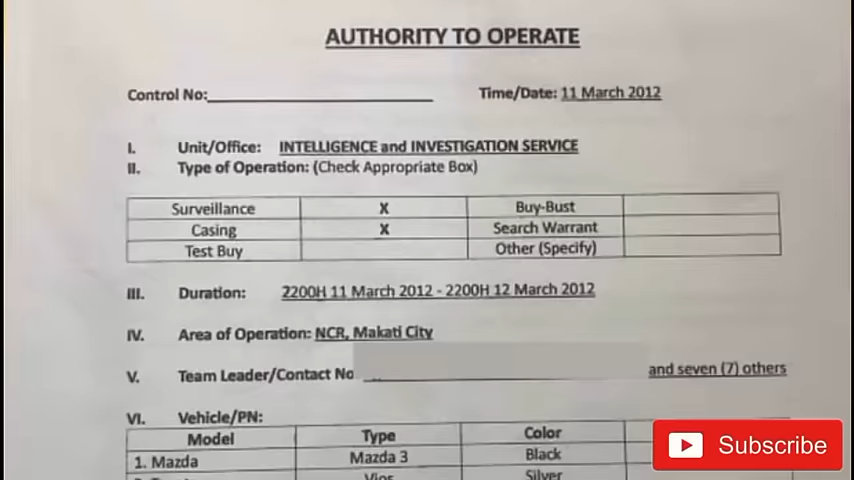 AUTHORITY TO OPERATE
Control No: Time/Date: 11 March 2012
I. Unit/Office: INTELLIGENCE and INVESTIGATION SERVICE
II. Type of Operation: (Check Appropriate Box)
Surveillance X Buy-Bust
Casing X Search Warrant
Test Buy Other (Specify)
III. Duration: 2200H 11 March 2012 - 2200H 12 March 2012
IV. Area of Operation: NCR, Makati City
V. Team Leader/Contact No and seven (7) others
VI. Vehicle/PN:
Model Type Color
1. Mazda Mazda 3 Black
Vios Silver
Subscribe